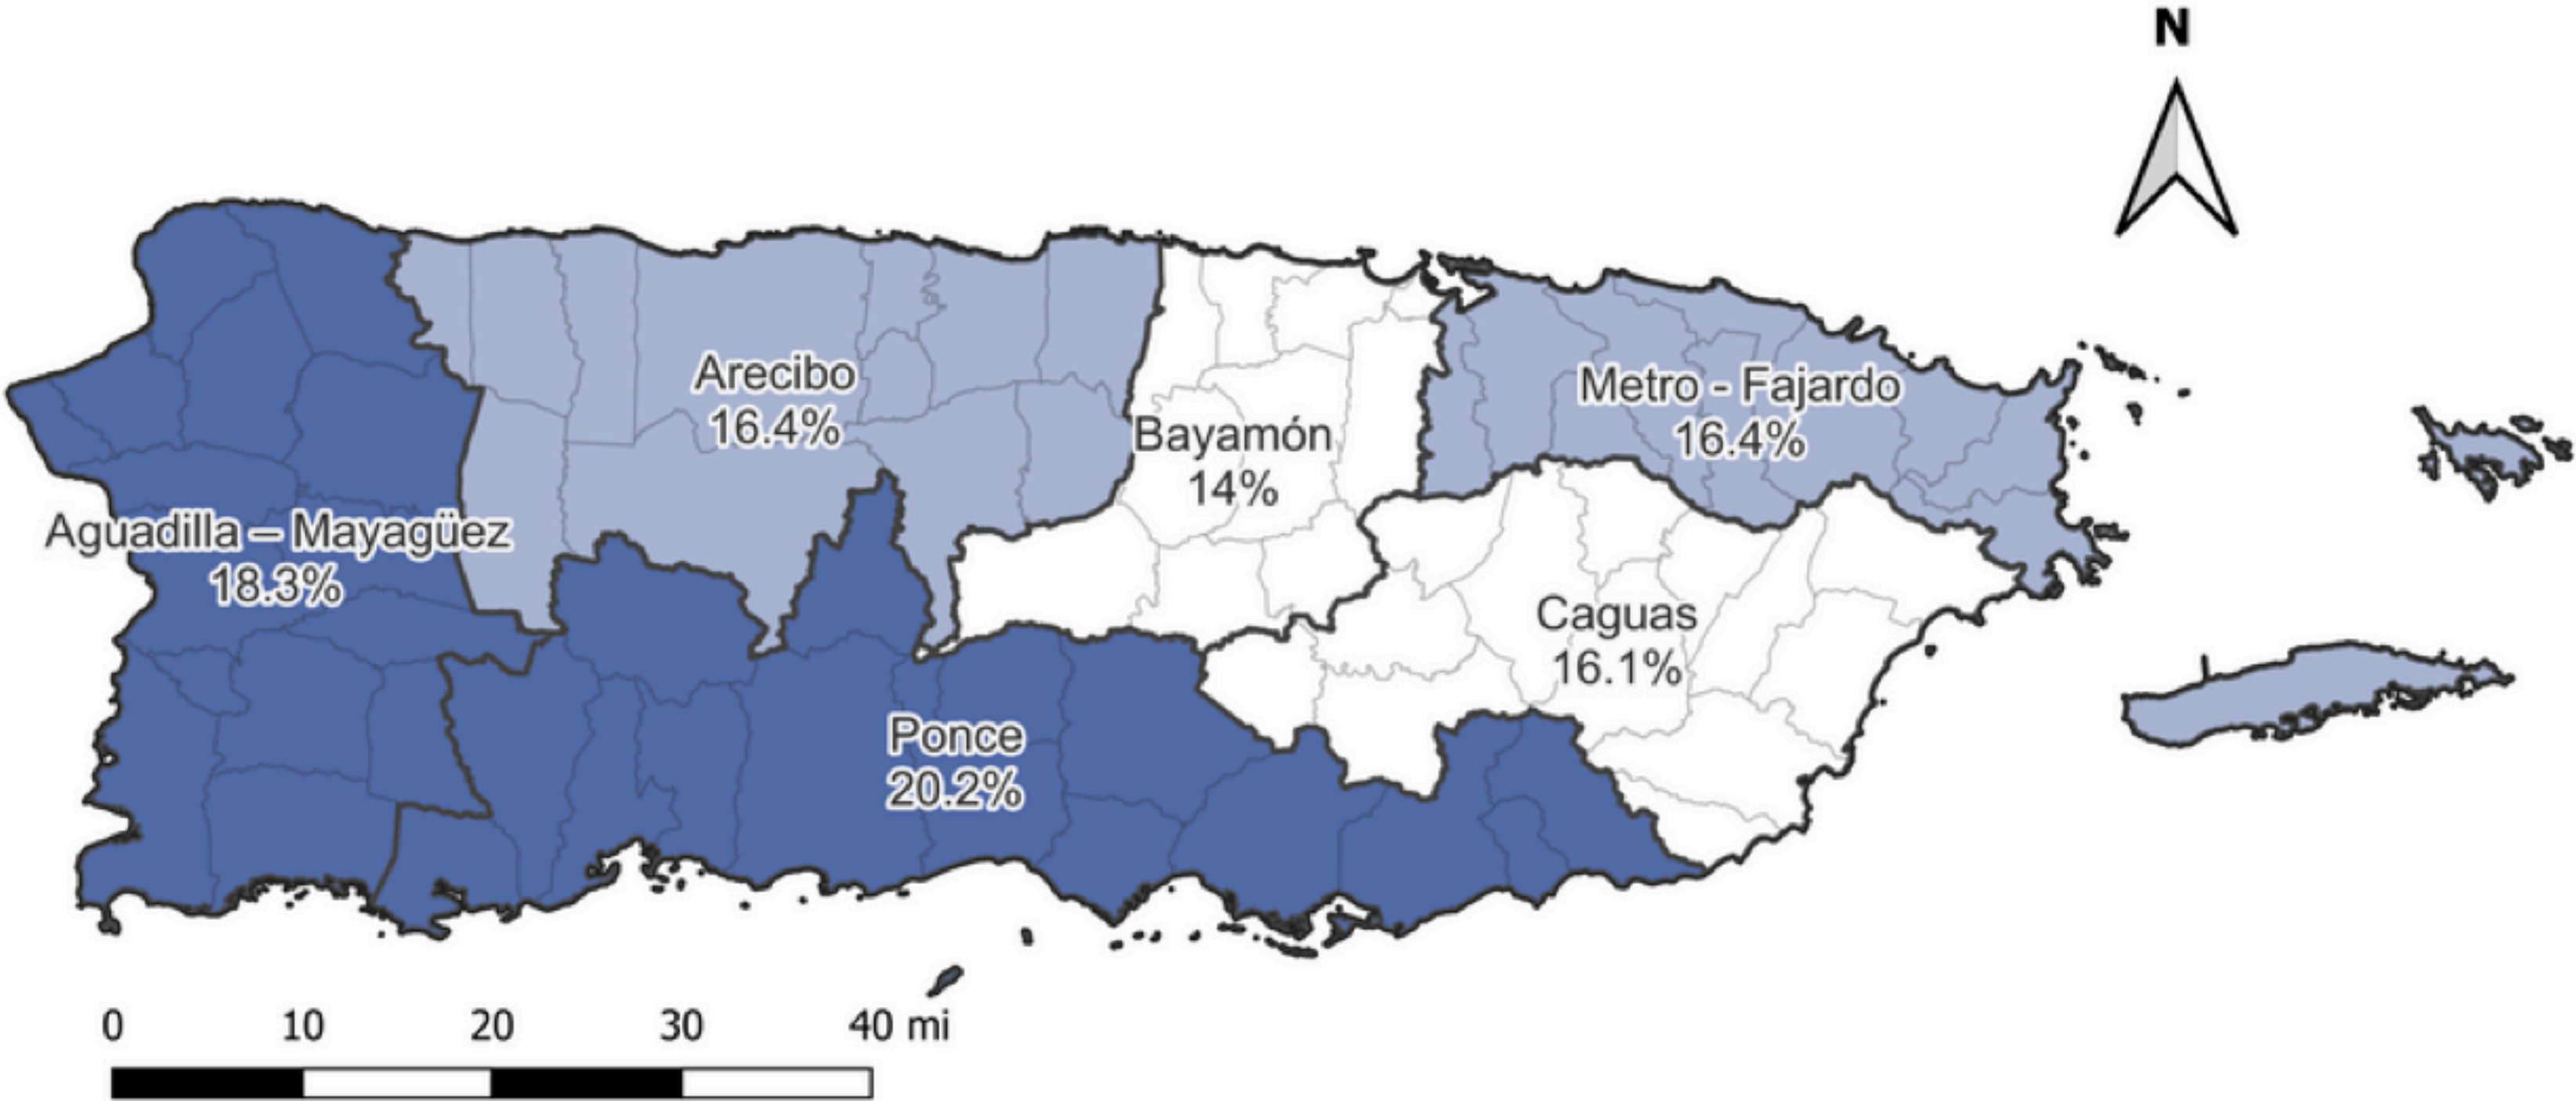 N
Arecibo
16.4%
Metro - Fajardo
16.4%
Bayamón
14%
Aguadilla – Mayagüez
18.3%
Caguas
16.1%
Ponce
20.2%
0 10 20 30 40 mi